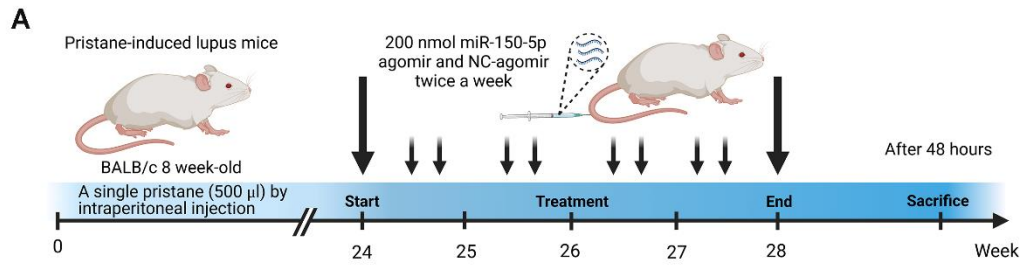 A
Pristane-induced lupus mice
200 nmol miR-150-5p
agomir and NC-agomir
twice a week
BALB/c 8 week-old
After 48 hours
A single pristane (500 µl) by
intraperitoneal injection
Start
Treatment
End
Sacrifice
0
24
25
26
27
28
Week